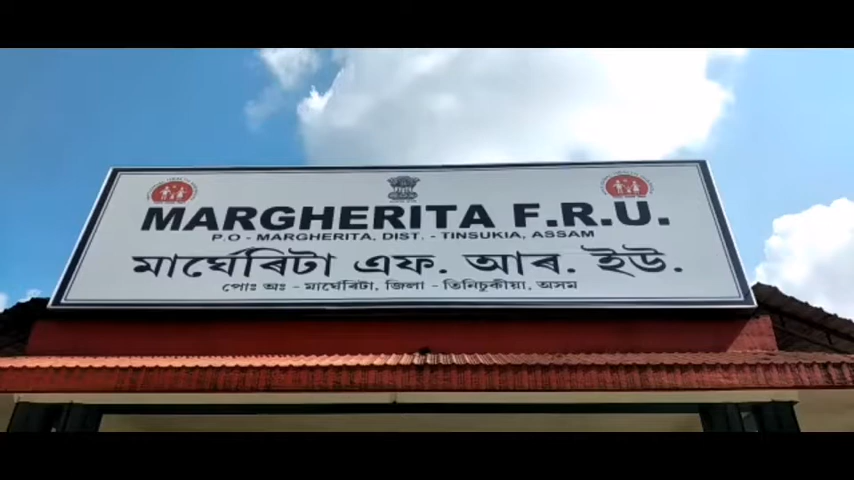 MARGHERITA F.R.U.
P.O - MARGHERITA, DIST. - TINSUKIA, ASSAM
মাৰ্ঘেৰিটা এফ. আৰ. ইউ.
পোঃ অঃ - মাৰ্ঘেৰিটা, জিলা - তিনিচুকীয়া, অসম